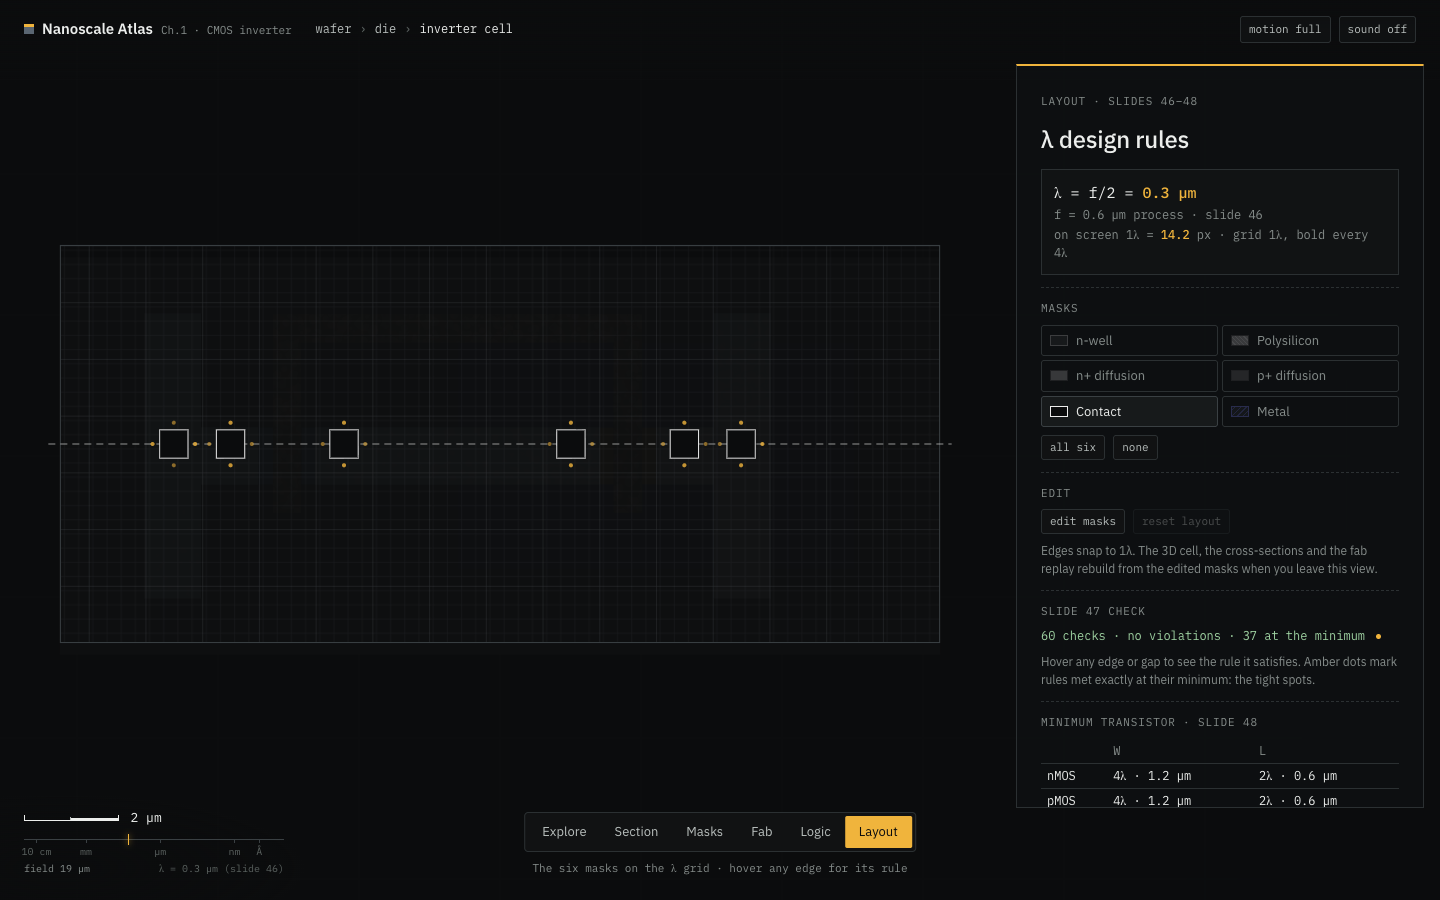 Nanoscale Atlas Ch.1 · CMOS inverter wafer › die › inverter cell
motion full sound off
LAYOUT · SLIDES 46–48
λ design rules
λ = f/2 = 0.3 µm
f = 0.6 µm process · slide 46
on screen 1λ = 14.2 px · grid 1λ, bold every
4λ
MASKS
n-well Polysilicon
n+ diffusion p+ diffusion
Contact Metal
all six none
EDIT
edit masks reset layout
Edges snap to 1λ. The 3D cell, the cross-sections and the fab
replay rebuild from the edited masks when you leave this view.
SLIDE 47 CHECK
60 checks · no violations · 37 at the minimum
Hover any edge or gap to see the rule it satisfies. Amber dots mark
rules met exactly at their minimum: the tight spots.
MINIMUM TRANSISTOR · SLIDE 48
W L
nMOS 4λ · 1.2 µm 2λ · 0.6 µm
pMOS 4λ · 1.2 µm 2λ · 0.6 µm
2 µm
10 cm mm µm nm Å
field 19 µm λ = 0.3 µm (slide 46)
Explore Section Masks Fab Logic Layout
The six masks on the λ grid · hover any edge for its rule